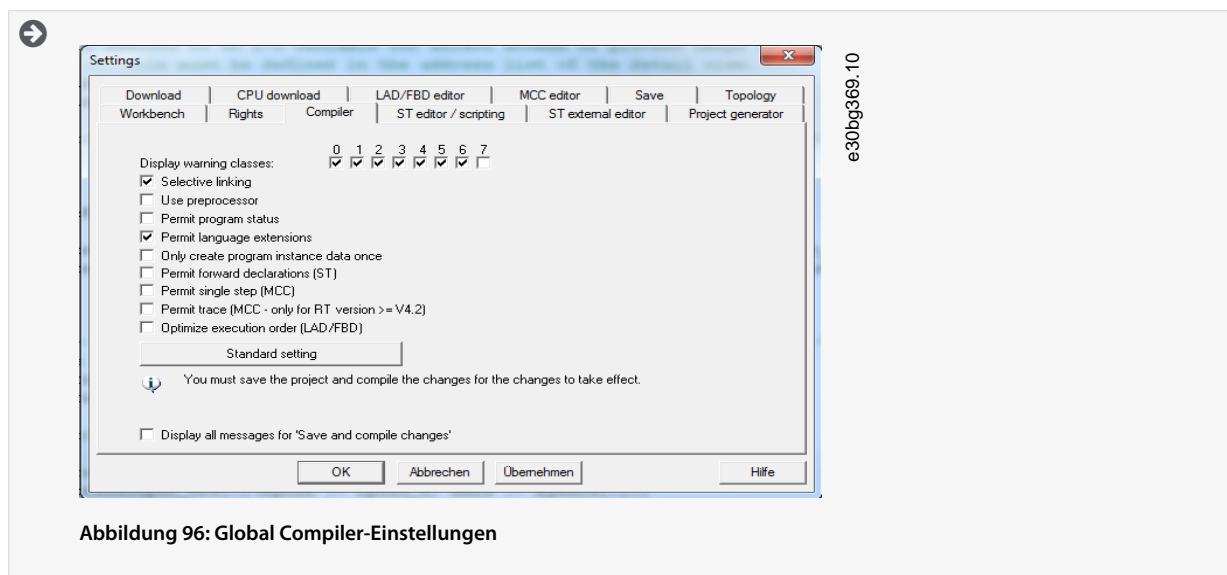 Settings
Download CPU download LAD/FBD editor MCC editor Save Topology
Workbench Rights Compiler ST editor / scripting ST external editor Project generator
0 1 2 3 4 5 6 7
Display warning classes:
Selective linking
Use preprocessor
Permit program status
Permit language extensions
Only create program instance data once
Permit forward declarations (ST)
Permit single step (MCC)
Permit trace (MCC - only for RT version >= V4.2)
Optimize execution order (LAD/FBD)
Standard setting
You must save the project and compile the changes for the changes to take effect.
Display all messages for 'Save and compile changes'
OK Abbrechen Übernehmen Hilfe
e30bg369.10
Abbildung 96: Global Compiler-Einstellungen